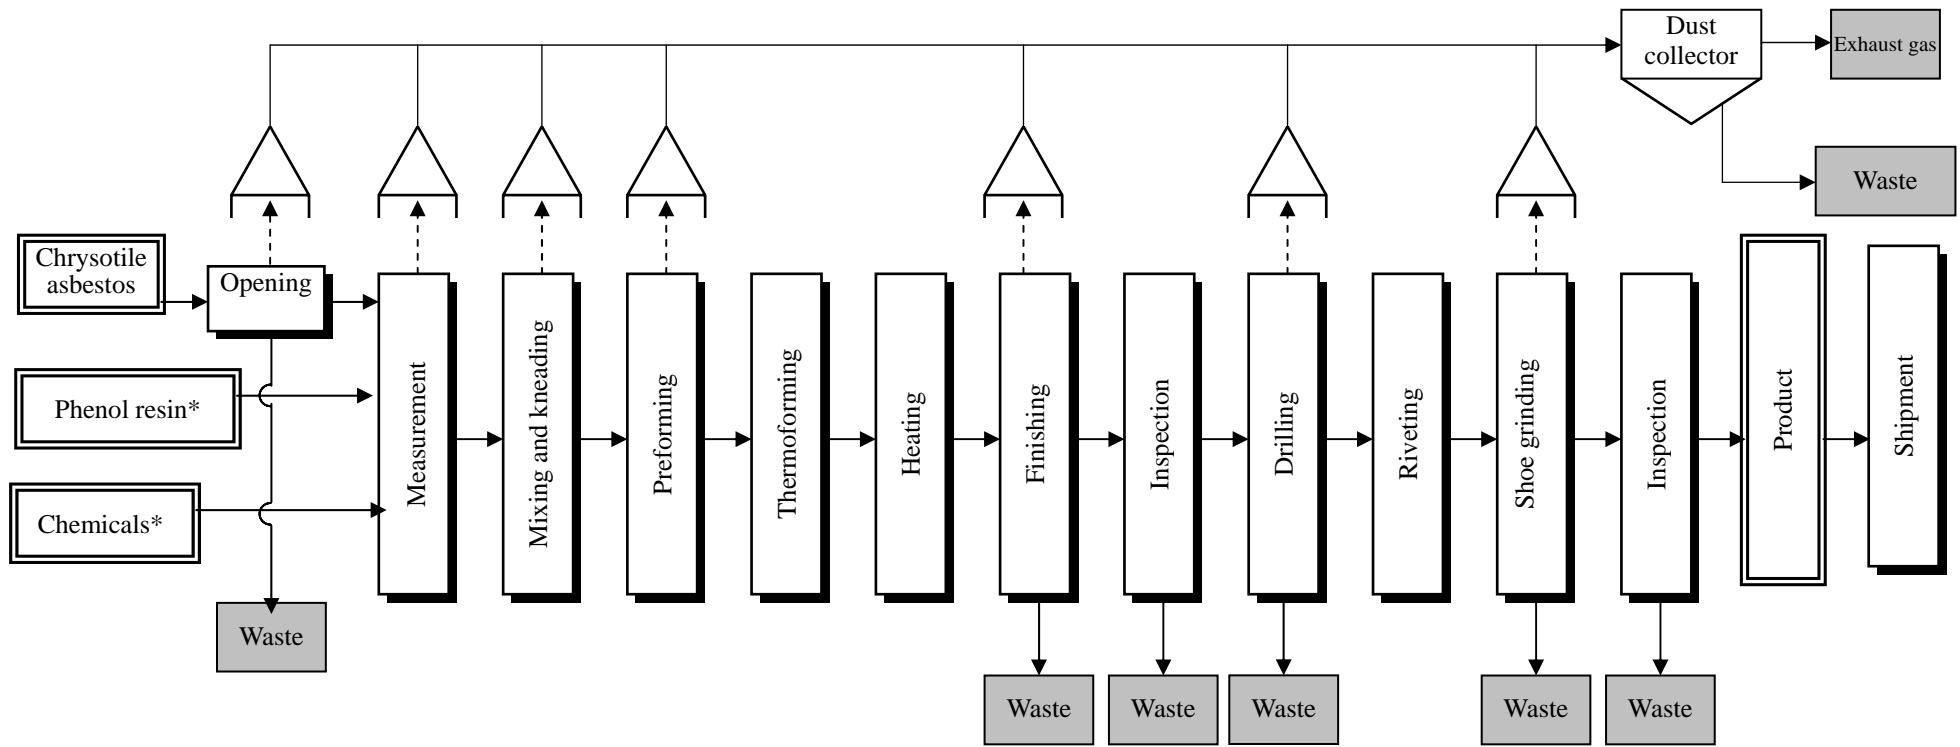 Dust
collector
Exhaust gas
Waste
Chrysotile
asbestos
Opening
Phenol resin*
Chemicals*
Waste
Measurement
Mixing and kneading
Preforming
Thermoforming
Heating
Finishing
Inspection
Drilling
Riveting
Shoe grinding
Inspection
Product
Shipment
Waste
Waste
Waste
Waste
Waste